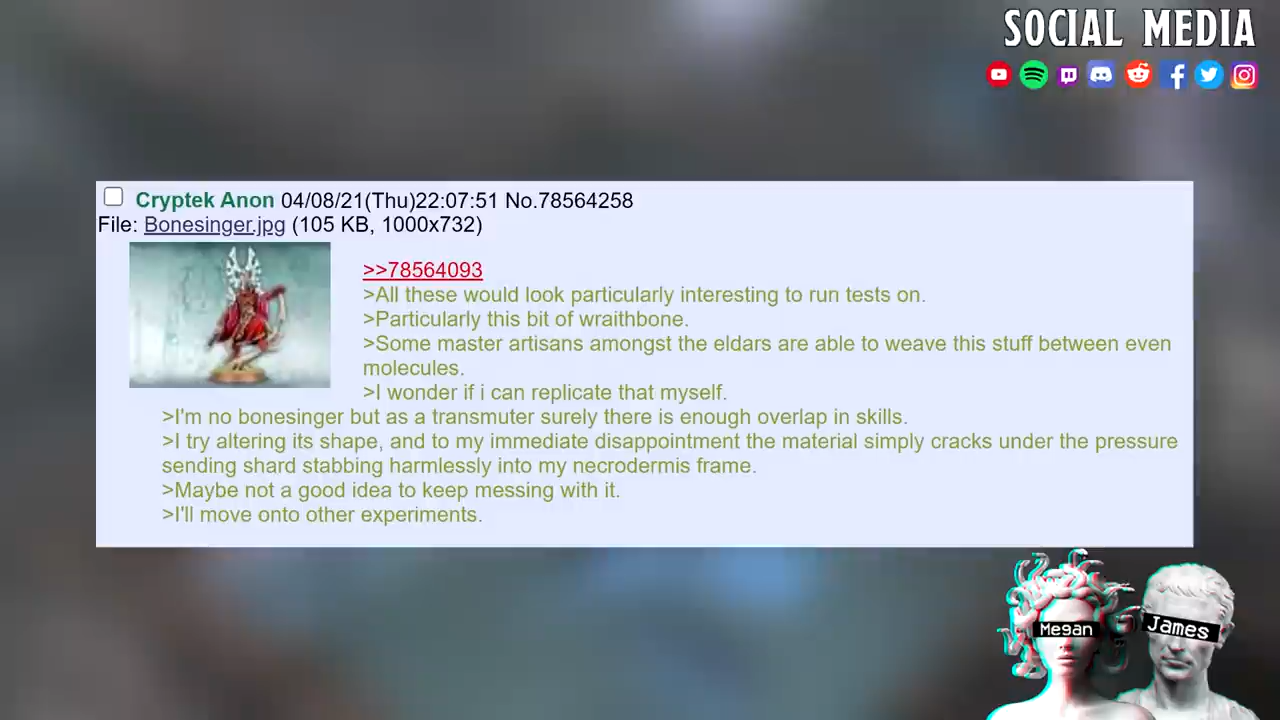 SOCIAL MEDIA
Cryptek Anon 04/08/21(Thu)22:07:51 No.78564258
File: Bonesinger.jpg (105 KB, 1000x732)
>>78564093
>All these would look particularly interesting to run tests on.
>Particularly this bit of wraithbone.
>Some master artisans amongst the eldars are able to weave this stuff between even
molecules.
>I wonder if i can replicate that myself.
>I'm no bonesinger but as a transmuter surely there is enough overlap in skills.
>I try altering its shape, and to my immediate disappointment the material simply cracks under the pressure
sending shard stabbing harmlessly into my necrodermis frame.
>Maybe not a good idea to keep messing with it.
>I'll move onto other experiments.
Megan
James